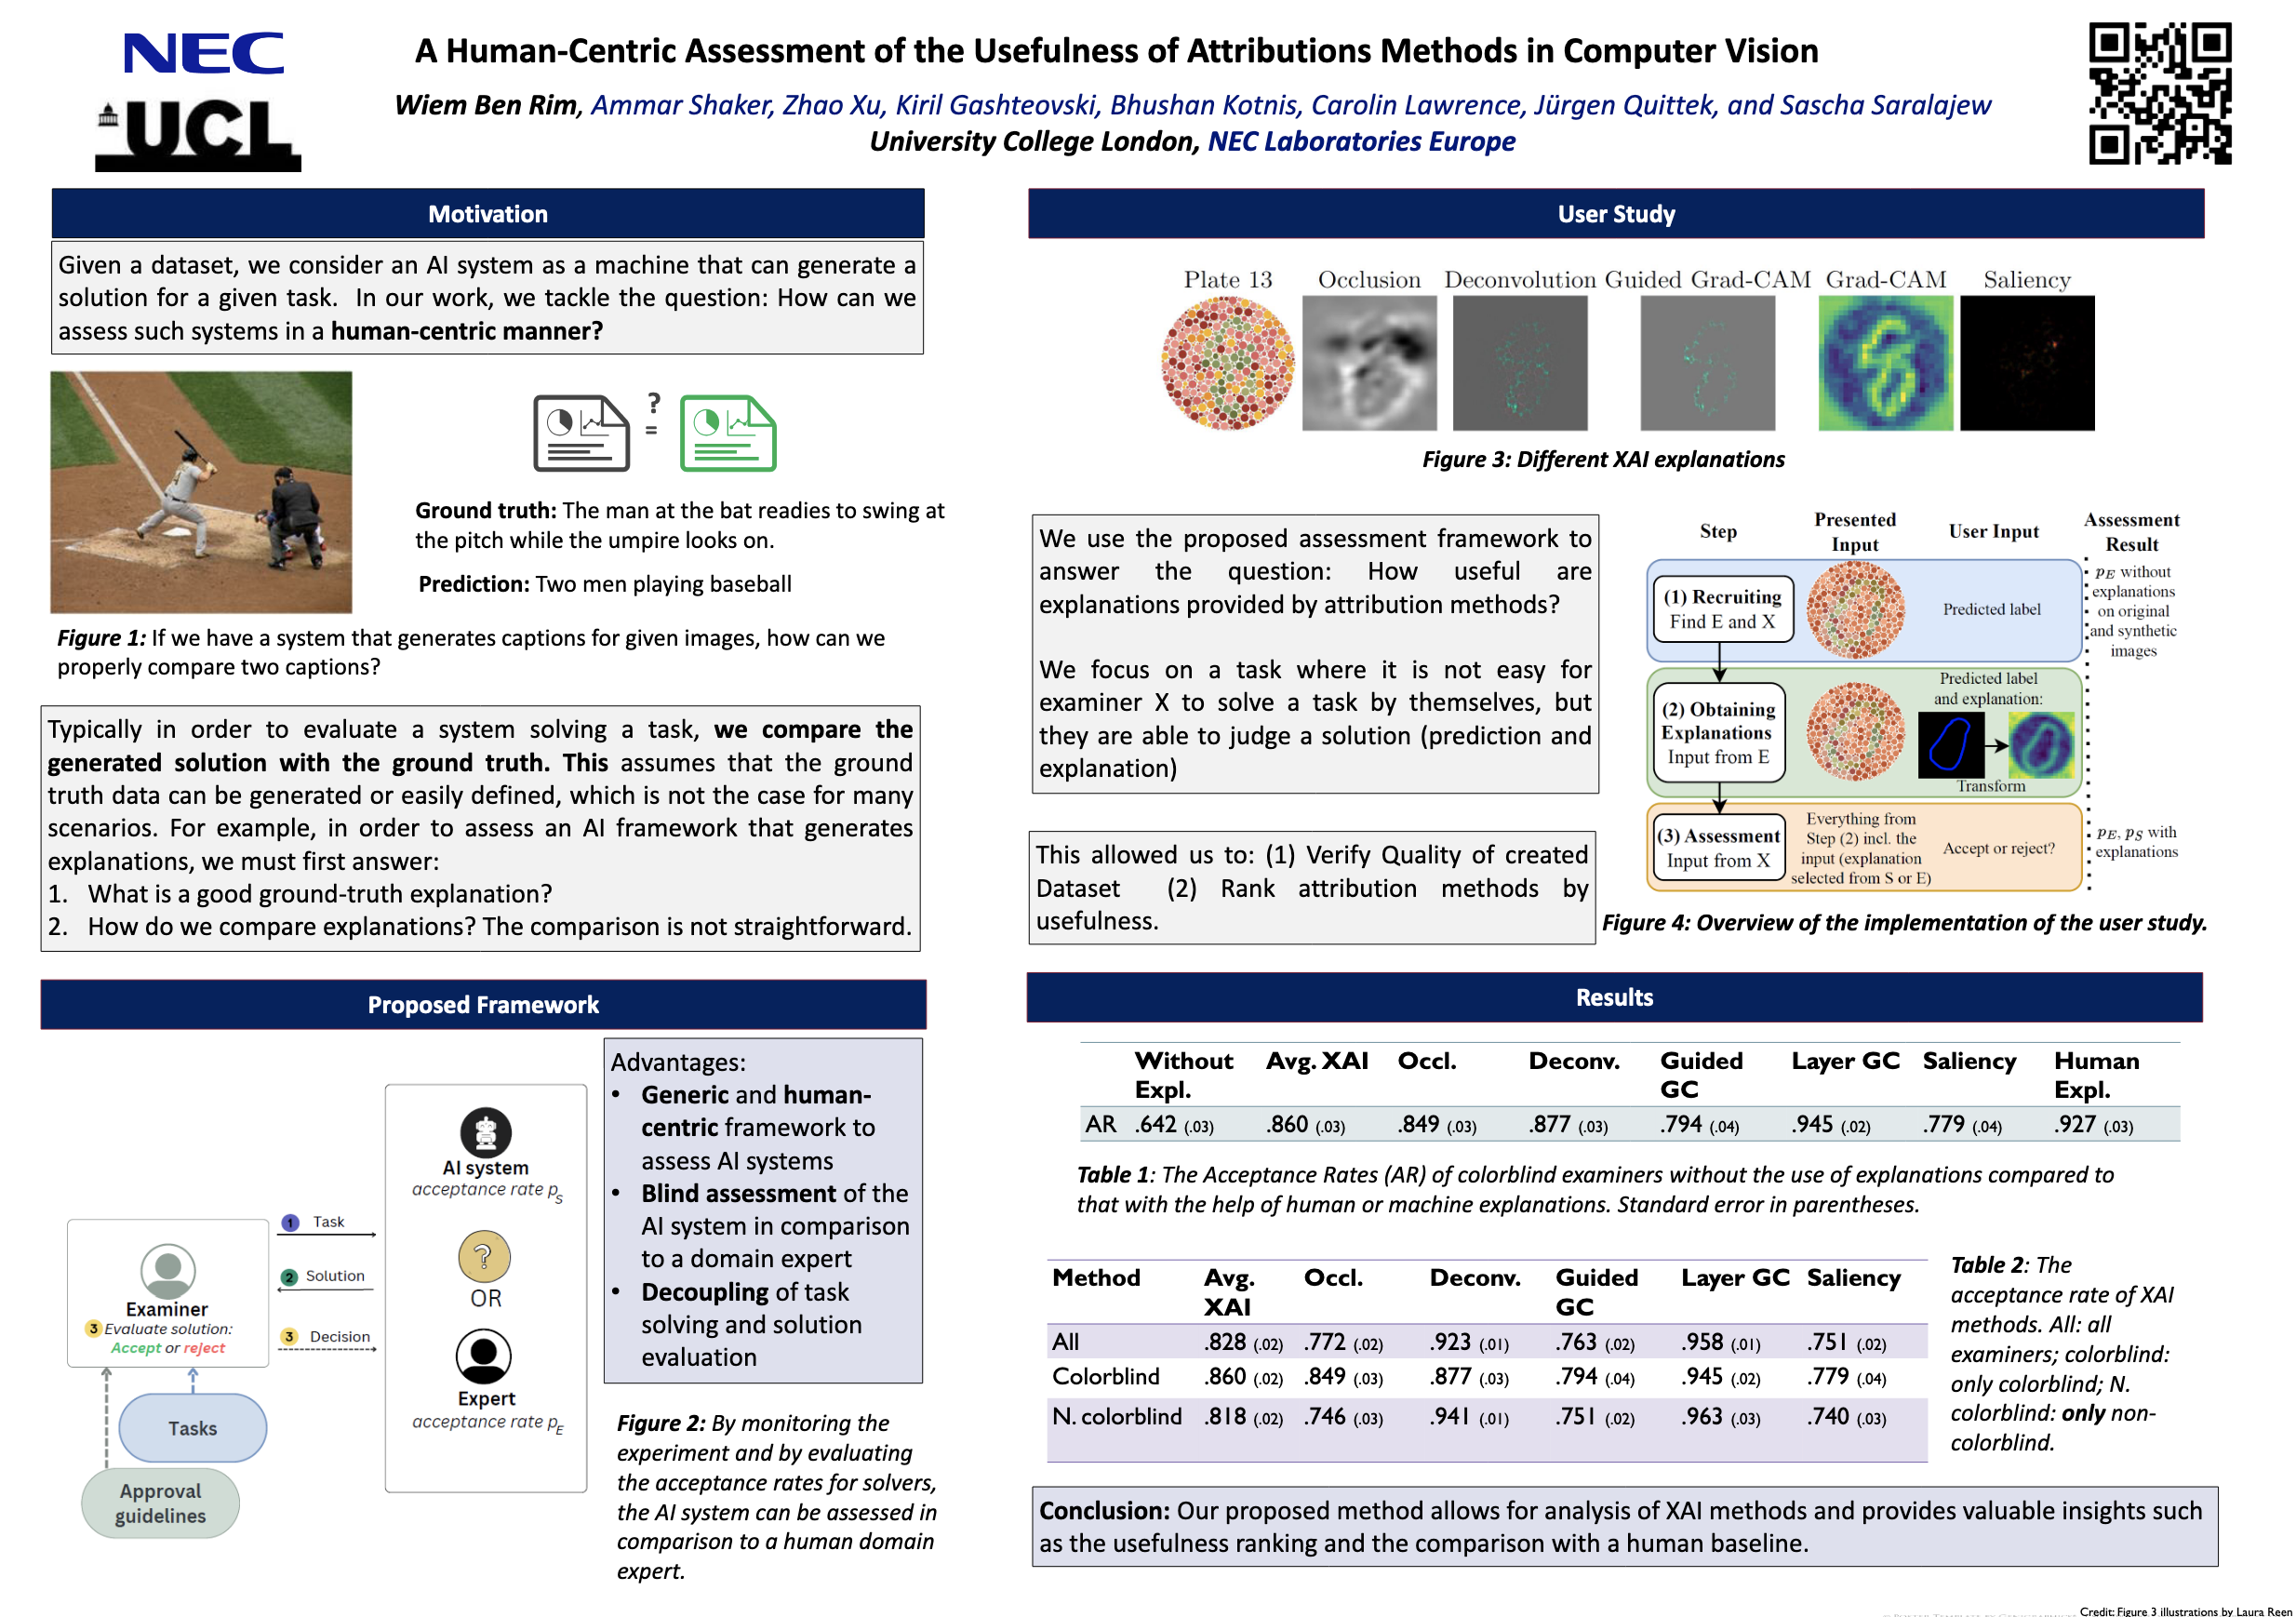 NEC
UCL
A Human-Centric Assessment of the Usefulness of Attributions Methods in Computer Vision
Wiem Ben Rim, Ammar Shaker, Zhao Xu, Kiril Gashteovski, Bhushan Kotnis, Carolin Lawrence, Jürgen Quittek, and Sascha Saralajew
University College London, NEC Laboratories Europe
Motivation
Given a dataset, we consider an AI system as a machine that can generate a
solution for a given task. In our work, we tackle the question: How can we
assess such systems in a human-centric manner?
?
=
Ground truth: The man at the bat readies to swing at
the pitch while the umpire looks on.
Prediction: Two men playing baseball
Figure 1: If we have a system that generates captions for given images, how can we
properly compare two captions?
Typically in order to evaluate a system solving a task, we compare the
generated solution with the ground truth. This assumes that the ground
truth data can be generated or easily defined, which is not the case for many
scenarios. For example, in order to assess an AI framework that generates
explanations, we must first answer:
1. What is a good ground-truth explanation?
2. How do we compare explanations? The comparison is not straightforward.
Proposed Framework
Examiner
3 Evaluate solution:
Accept or reject
1 Task
2 Solution
3 Decision
Tasks
Approval
guidelines
AI system
acceptance rate pS
?
OR
Expert
acceptance rate pE
Advantages:
• Generic and human-
centric framework to
assess AI systems
• Blind assessment of the
AI system in comparison
to a domain expert
• Decoupling of task
solving and solution
evaluation
Figure 2: By monitoring the
experiment and by evaluating
the acceptance rates for solvers,
the AI system can be assessed in
comparison to a human domain
expert.
User Study
Plate 13 Occlusion Deconvolution Guided Grad-CAM Grad-CAM Saliency
Figure 3: Different XAI explanations
We use the proposed assessment framework to
answer the question: How useful are
explanations provided by attribution methods?
We focus on a task where it is not easy for
examiner X to solve a task by themselves, but
they are able to judge a solution (prediction and
explanation)
This allowed us to: (1) Verify Quality of created
Dataset (2) Rank attribution methods by
usefulness.
Step
Presented
Input
User Input
Assessment
Result
(1) Recruiting
Find E and X
Predicted label
pE without
explanations
on original
and synthetic
images
(2) Obtaining
Explanations
Input from E
Predicted label
and explanation:
Transform
(3) Assessment
Input from X
Everything from
Step (2) incl. the
input (explanation
selected from S or E)
Accept or reject?
pE, pS with
explanations
Figure 4: Overview of the implementation of the user study.
Results
Without Expl. Avg. XAI Occl. Deconv. Guided GC Layer GC Saliency Human Expl.
AR .642 (.03) .860 (.03) .849 (.03) .877 (.03) .794 (.04) .945 (.02) .779 (.04) .927 (.03)
Table 1: The Acceptance Rates (AR) of colorblind examiners without the use of explanations compared to
that with the help of human or machine explanations. Standard error in parentheses.
Method Avg. XAI Occl. Deconv. Guided GC Layer GC Saliency
All .828 (.02) .772 (.02) .923 (.01) .763 (.02) .958 (.01) .751 (.02)
Colorblind .860 (.02) .849 (.03) .877 (.03) .794 (.04) .945 (.02) .779 (.04)
N. colorblind .818 (.02) .746 (.03) .941 (.01) .751 (.02) .963 (.03) .740 (.03)
Table 2: The
acceptance rate of XAI
methods. All: all
examiners; colorblind:
only colorblind; N.
colorblind: only non-
colorblind.
Conclusion: Our proposed method allows for analysis of XAI methods and provides valuable insights such
as the usefulness ranking and the comparison with a human baseline.
Credit: Figure 3 illustrations by Laura Reen